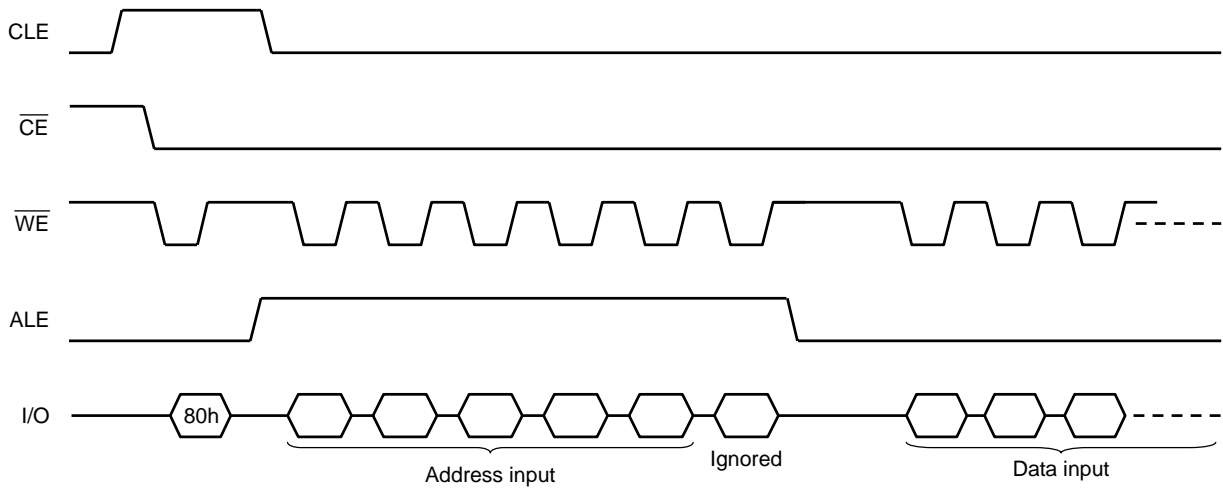 CLE
CE
WE
ALE
I/O
80h
Address input
Ignored
Data input